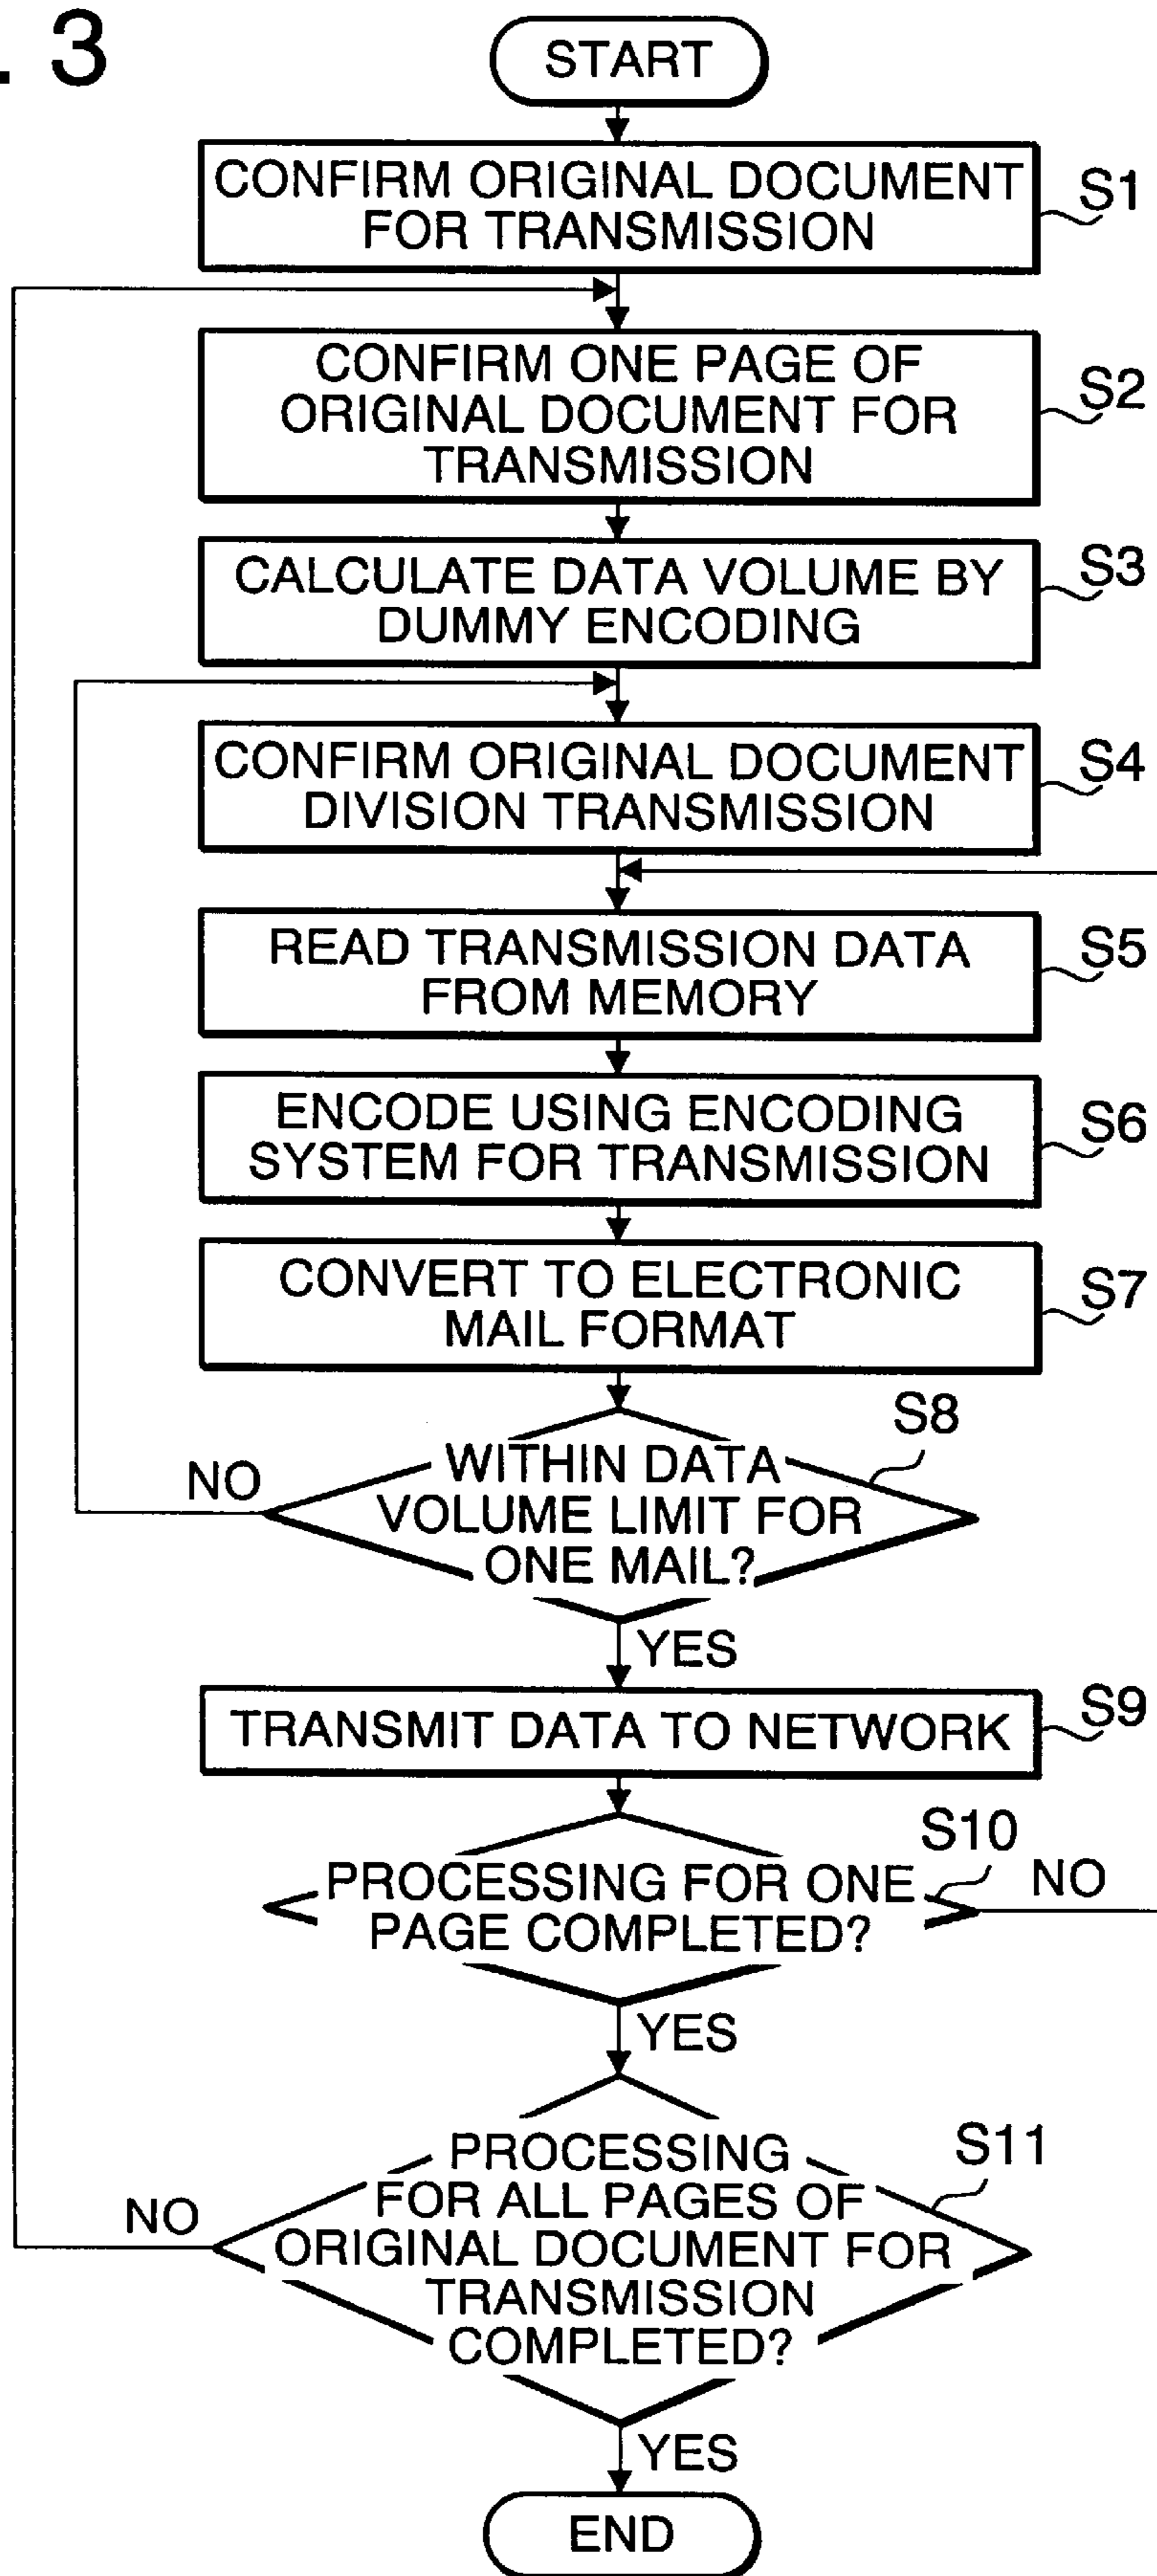 . 3
START
CONFIRM ORIGINAL DOCUMENT
FOR TRANSMISSION
S1
CONFIRM ONE PAGE OF
ORIGINAL DOCUMENT FOR
TRANSMISSION
S2
CALCULATE DATA VOLUME BY
DUMMY ENCODING
S3
CONFIRM ORIGINAL DOCUMENT
DIVISION TRANSMISSION
S4
READ TRANSMISSION DATA
FROM MEMORY
S5
ENCODE USING ENCODING
SYSTEM FOR TRANSMISSION
S6
CONVERT TO ELECTRONIC
MAIL FORMAT
S7
S8
WITHIN DATA
VOLUME LIMIT FOR
ONE MAIL?
NO
YES
TRANSMIT DATA TO NETWORK
S9
S10
PROCESSING FOR ONE
PAGE COMPLETED?
NO
YES
S11
PROCESSING
FOR ALL PAGES OF
ORIGINAL DOCUMENT FOR
TRANSMISSION
COMPLETED?
NO
YES
END